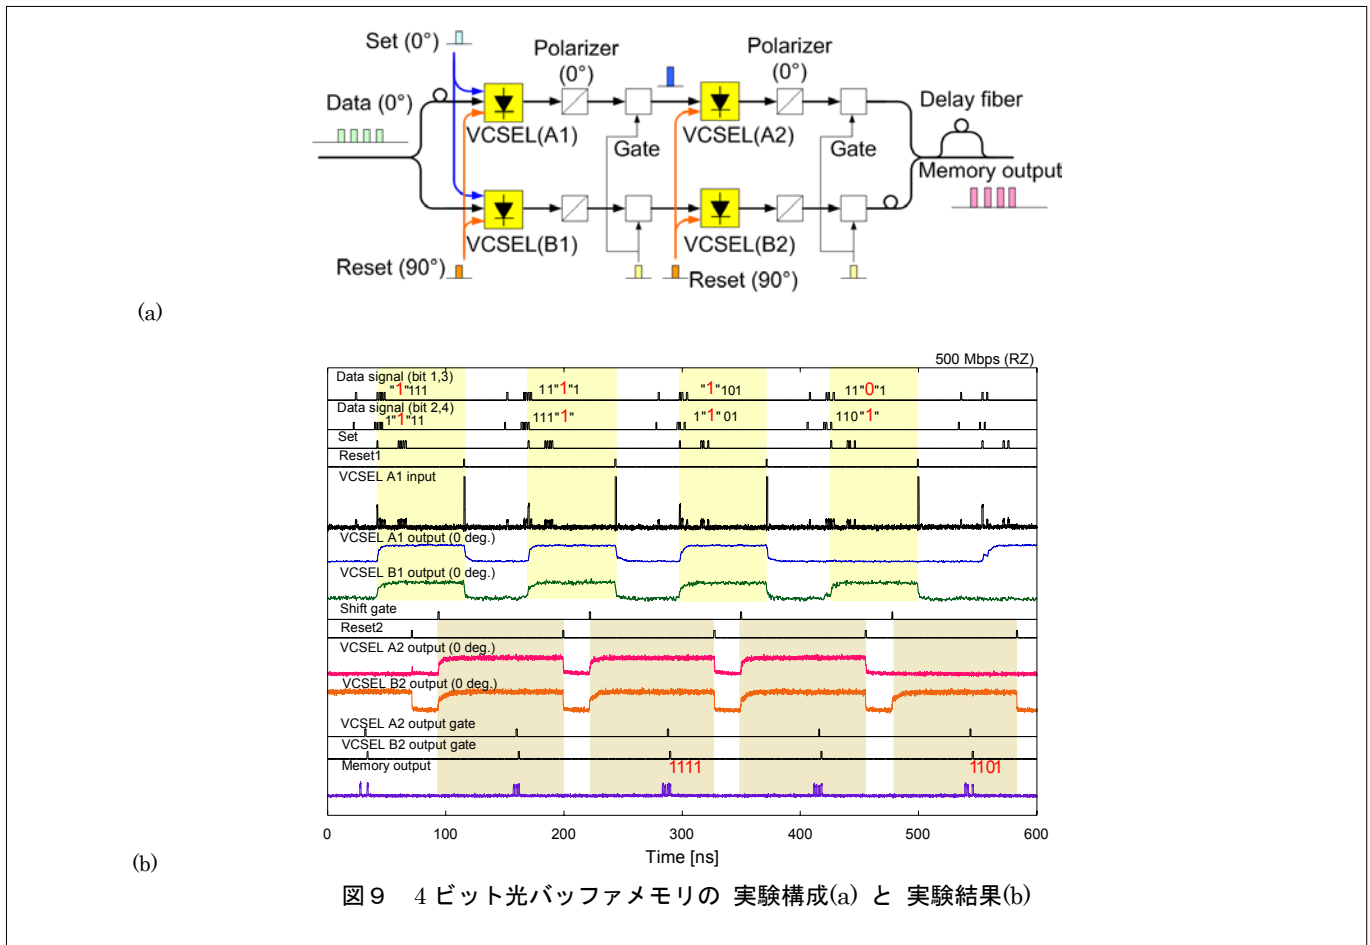 Set (0°)
Polarizer
(0°)
Polarizer
(0°)
Data (0°)
Delay fiber
VCSEL(A1)
Gate
VCSEL(A2)
Gate
Memory output
VCSEL(B1)
VCSEL(B2)
Reset (90°)
Reset (90°)
(a)
500 Mbps (RZ)
Data signal (bit 1,3)
"1"111
11"1"1
"1"101
11"0"1
Data signal (bit 2,4)
1"1"11
111"1"
1"1"01
110"1"
Set
Reset1
VCSEL A1 input
VCSEL A1 output (0 deg.)
VCSEL B1 output (0 deg.)
Shift gate
Reset2
VCSEL A2 output (0 deg.)
VCSEL B2 output (0 deg.)
VCSEL A2 output gate
VCSEL B2 output gate
Memory output
1111
1101
0 100 200 300 400 500 600
Time [ns]
(b)
図９ 4 ビット光バッファメモリの 実験構成(a) と 実験結果(b)